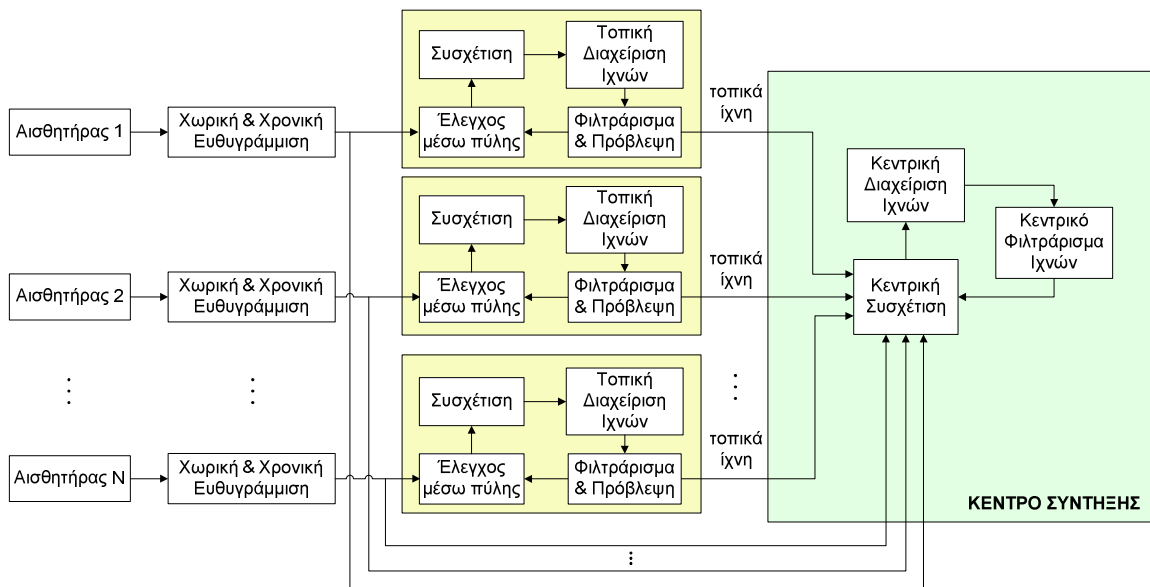 Αισθητήρας 1
Χωρική & Χρονική
Ευθυγράμμιση
Συσχέτιση
Τοπική
Διαχείριση
Ιχνών
Έλεγχος
μέσω πύλης
Φιλτράρισμα
& Πρόβλεψη
τοπικά
ίχνη
Αισθητήρας 2
Χωρική & Χρονική
Ευθυγράμμιση
Συσχέτιση
Τοπική
Διαχείριση
Ιχνών
Έλεγχος
μέσω πύλης
Φιλτράρισμα
& Πρόβλεψη
τοπικά
ίχνη
Αισθητήρας N
Χωρική & Χρονική
Ευθυγράμμιση
Συσχέτιση
Τοπική
Διαχείριση
Ιχνών
Έλεγχος
μέσω πύλης
Φιλτράρισμα
& Πρόβλεψη
τοπικά
ίχνη
Κεντρική
Διαχείριση
Ιχνών
Κεντρικό
Φιλτράρισμα
Ιχνών
Κεντρική
Συσχέτιση
ΚΕΝΤΡΟ ΣΥΝΤΗΞΗΣ